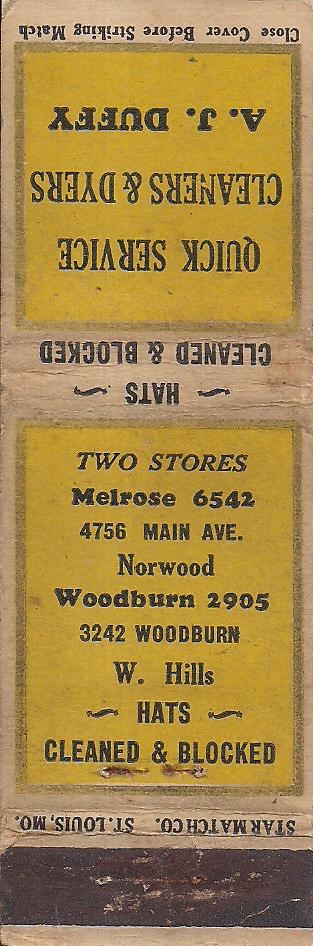 Close Cover Before Striking Match
QUICK SERVICE
CLEANERS & DYERS
A. J. DUFFY
HATS
CLEANED & BLOCKED
TWO STORES
Melrose 6542
4756 MAIN AVE.
Norwood
Woodburn 2905
3242 WOODBURN
W. Hills
~ HATS ~
CLEANED & BLOCKED
STAR MATCH CO. ST. LOUIS, MO.